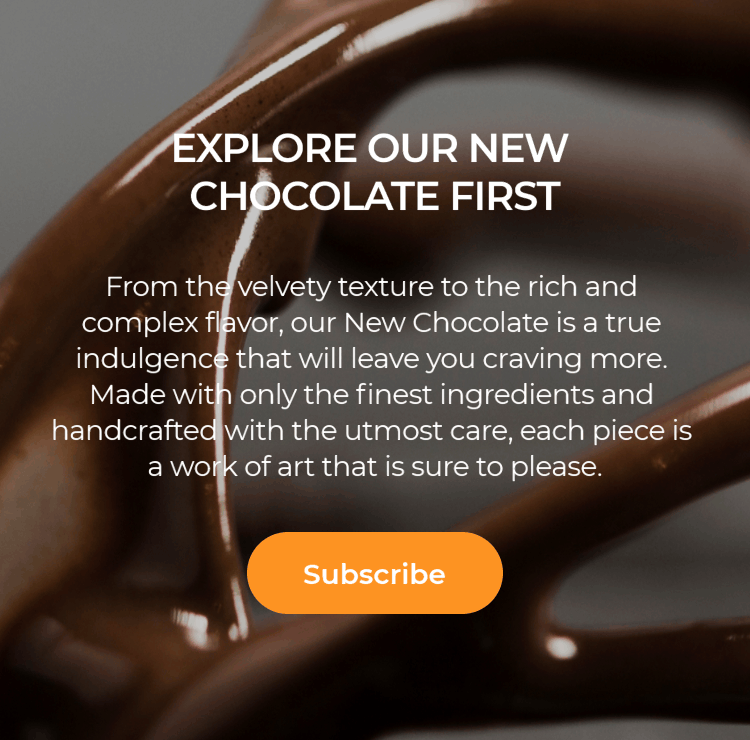 EXPLORE OUR NEW
CHOCOLATE FIRST
From the velvety texture to the rich and
complex flavor, our New Chocolate is a true
indulgence that will leave you craving more.
Made with only the finest ingredients and
handcrafted with the utmost care, each piece is
a work of art that is sure to please.
Subscribe